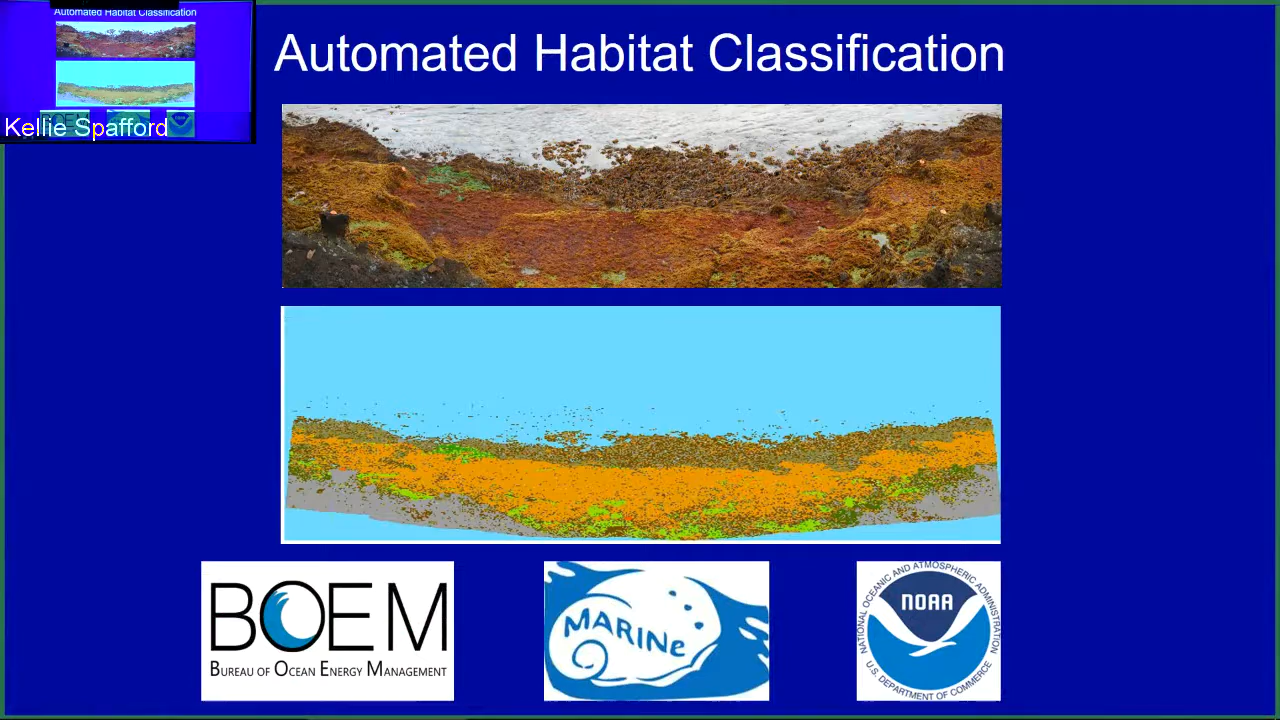 Automated Habitat Classification
Kellie Spafford
Automated Habitat Classification
BOEM
BUREAU OF OCEAN ENERGY MANAGEMENT
MARINe
NATIONAL OCEANIC AND ATMOSPHERIC ADMINISTRATION
NOAA
U.S. DEPARTMENT OF COMMERCE